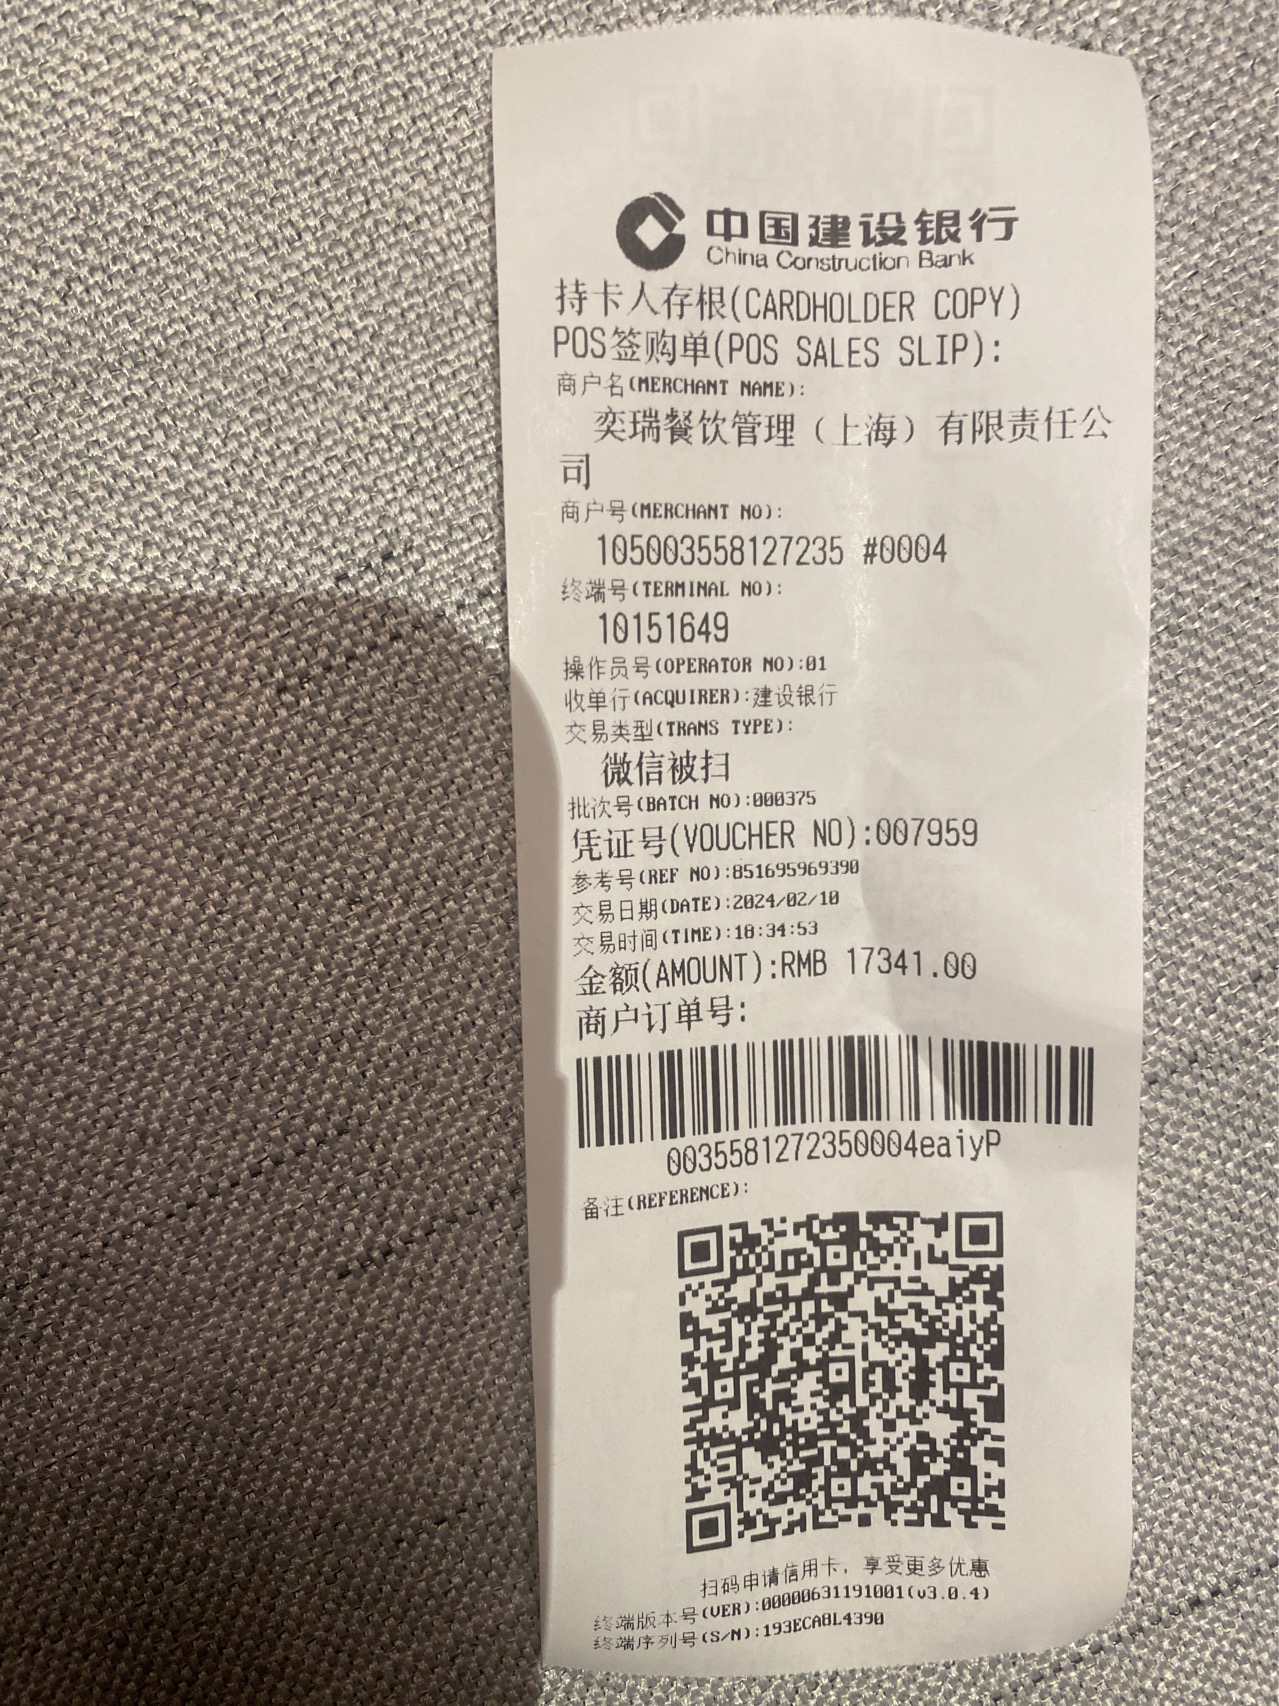 中国建设银行
China Construction Bank
持卡人存根(CARDHOLDER COPY)
POS签购单(POS SALES SLIP):
商户名(MERCHANT NAME):
奕瑞餐饮管理（上海）有限责任公
司
商户号(MERCHANT NO):
105003558127235 #0004
终端号(TERMINAL NO):
10151649
操作员号(OPERATOR NO):01
收单行(ACQUIRER):建设银行
交易类型(TRANS TYPE):
微信被扫
批次号(BATCH NO):000375
凭证号(VOUCHER NO):007959
参考号(REF NO):851695969390
交易日期(DATE):2024/02/10
交易时间(TIME):18:34:53
金额(AMOUNT):RMB 17341.00
商户订单号:
0035581272350004eaiyP
备注(REFERENCE):
扫码申请信用卡，享受更多优惠
终端版本号(VER):00000631191001(v3.0.4)
终端序列号(S/N):193ECA8L4390